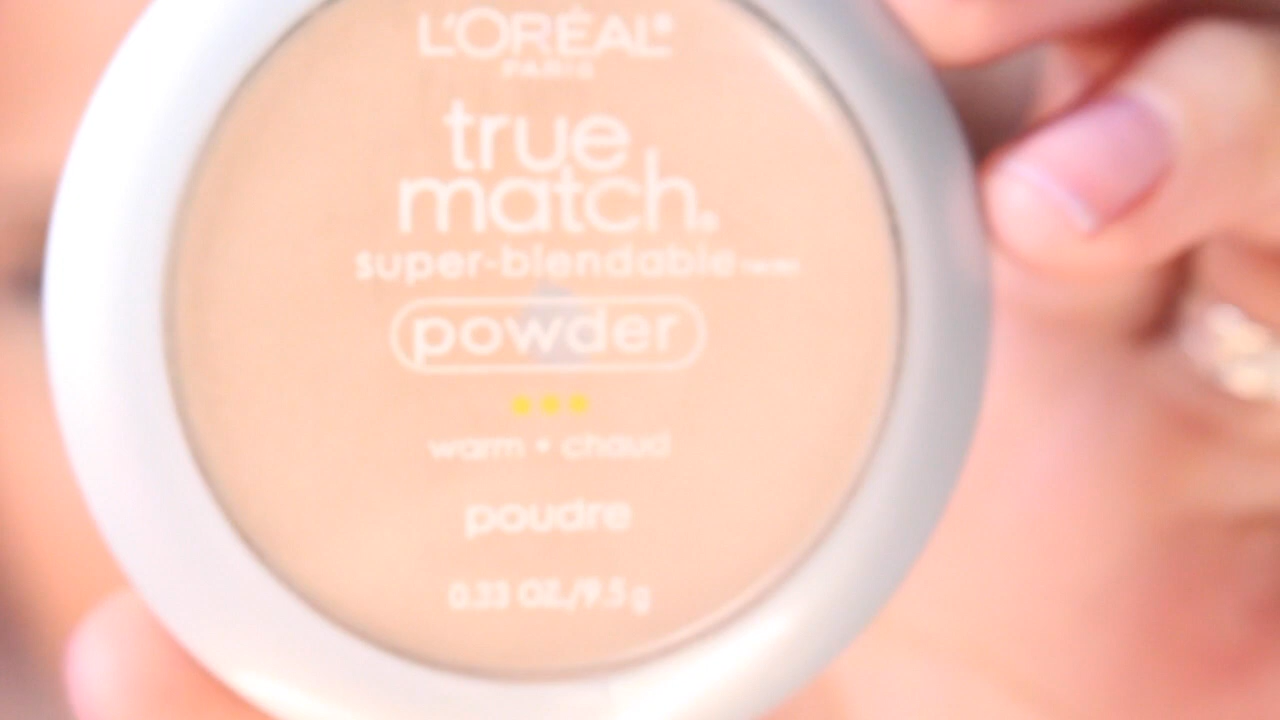 L'ORÉAL®
PARIS
true
match®
super-blendable
powder
warm • chaud
poudre
0.33 OZ./9.5 g